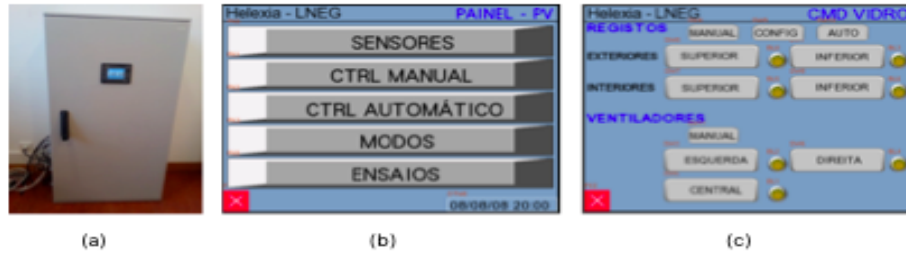 Helexia - LNEG PAINEL - PV
SENSORES
CTRL MANUAL
CTRL AUTOMÁTICO
MODOS
ENSAIOS
08/08/08 20:00
Helexia - LNEG CMD VIDRO
REGISTOS MANUAL CONFIG AUTO
EXTERIORES SUPERIOR INFERIOR
INTERIORES SUPERIOR INFERIOR
VENTILADORES
MANUAL
ESQUERDA DIREITA
CENTRAL
(a) (b) (c)